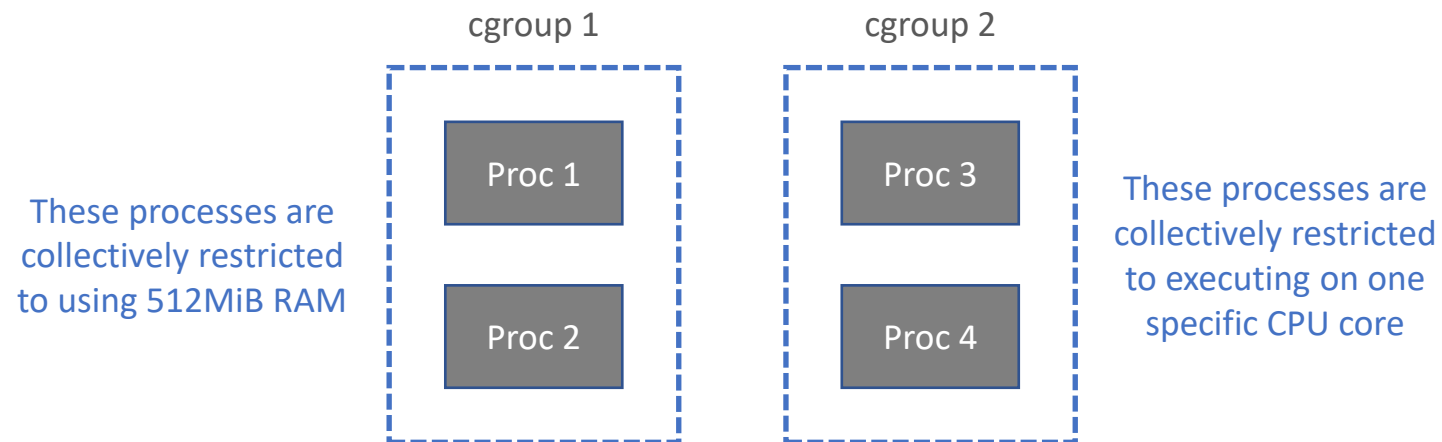 cgroup 1
cgroup 2
These processes are
collectively restricted
to using 512MiB RAM
Proc 1
Proc 2
Proc 3
Proc 4
These processes are
collectively restricted
to executing on one
specific CPU core